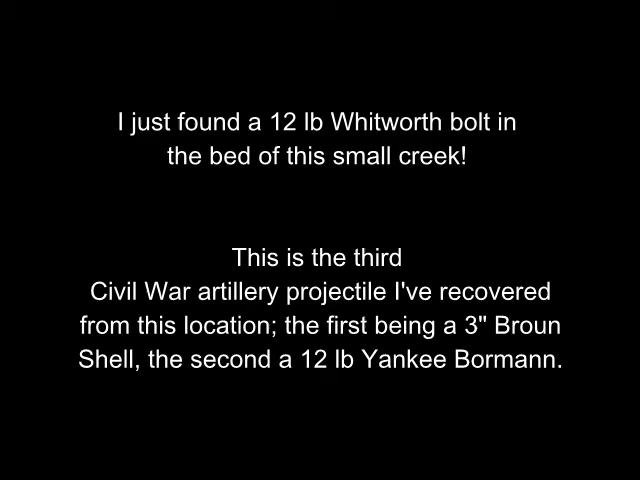 I just found a 12 lb Whitworth bolt in
the bed of this small creek!
This is the third
Civil War artillery projectile I've recovered
from this location; the first being a 3" Broun
Shell, the second a 12 lb Yankee Bormann.